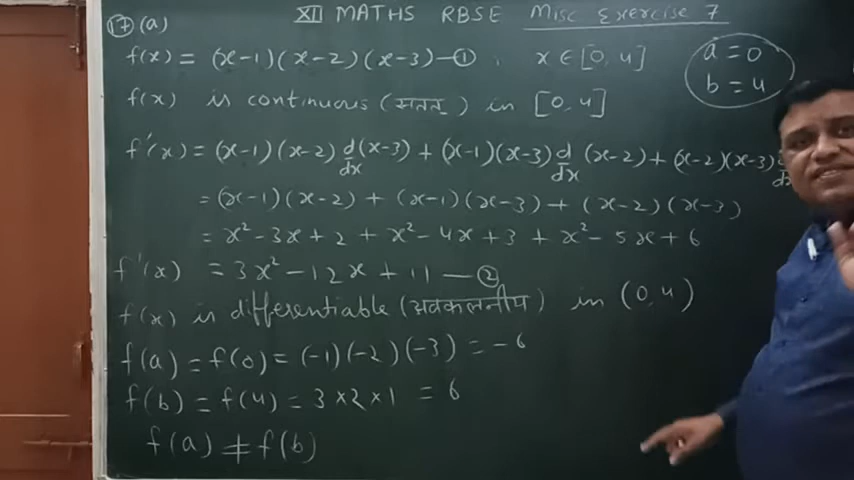 XII MATHS RBSE Misc Exercise 7
17 (a)
f(x) = (x-1)(x-2)(x-3) — ① , x ∈ [0, 4]
a = 0
b = 4
f(x) is continuous (सतत्) in [0, 4]
f'(x) = (x-1)(x-2) d/dx (x-3) + (x-1)(x-3) d/dx (x-2) + (x-2)(x-3)
= (x-1)(x-2) + (x-1)(x-3) + (x-2)(x-3)
= x² - 3x + 2 + x² - 4x + 3 + x² - 5x + 6
f'(x) = 3x² - 12x + 11 — ②
f(x) is differentiable (अवकलनीय) in (0, 4)
f(a) = f(0) = (-1)(-2)(-3) = -6
f(b) = f(4) = 3×2×1 = 6
f(a) ≠ f(b)